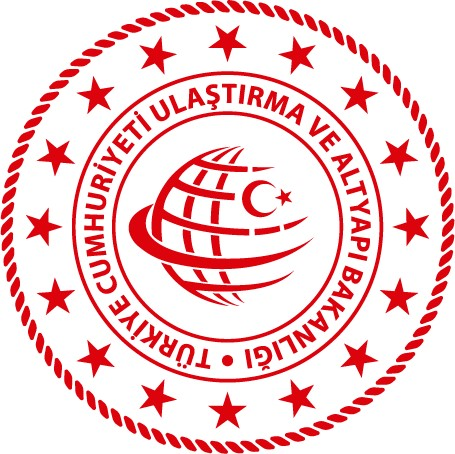 TÜRKİYE CUMHURİYETİ ULAŞTIRMA VE ALTYAPI BAKANLIĞI •